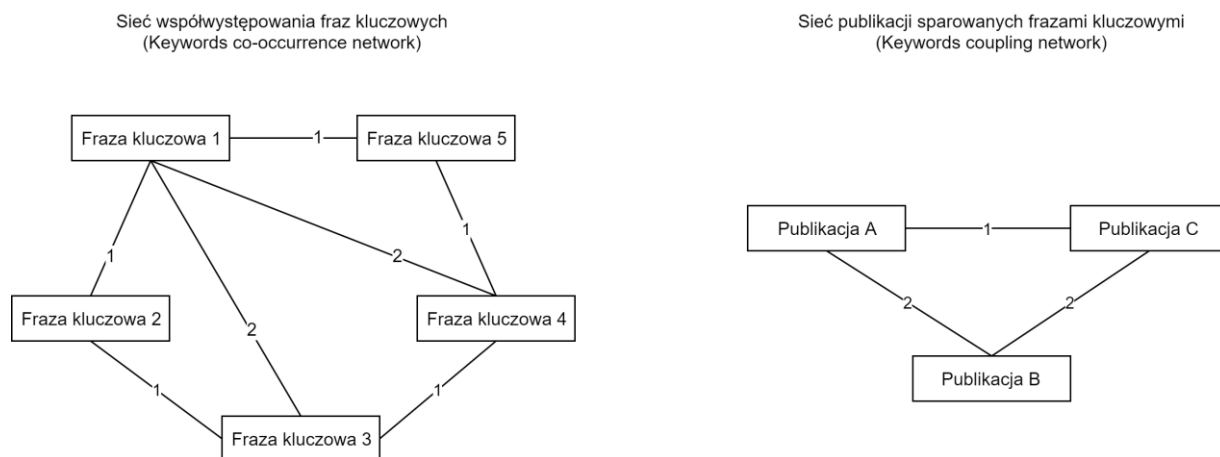 Sieć współwystępowania fraz kluczowych
(Keywords co-occurrence network)
Fraza kluczowa 1
1
Fraza kluczowa 5
1
2
1
Fraza kluczowa 2
Fraza kluczowa 4
2
1
1
Fraza kluczowa 3
Sieć publikacji sparowanych frazami kluczowymi
(Keywords coupling network)
Publikacja A
1
Publikacja C
2
2
Publikacja B